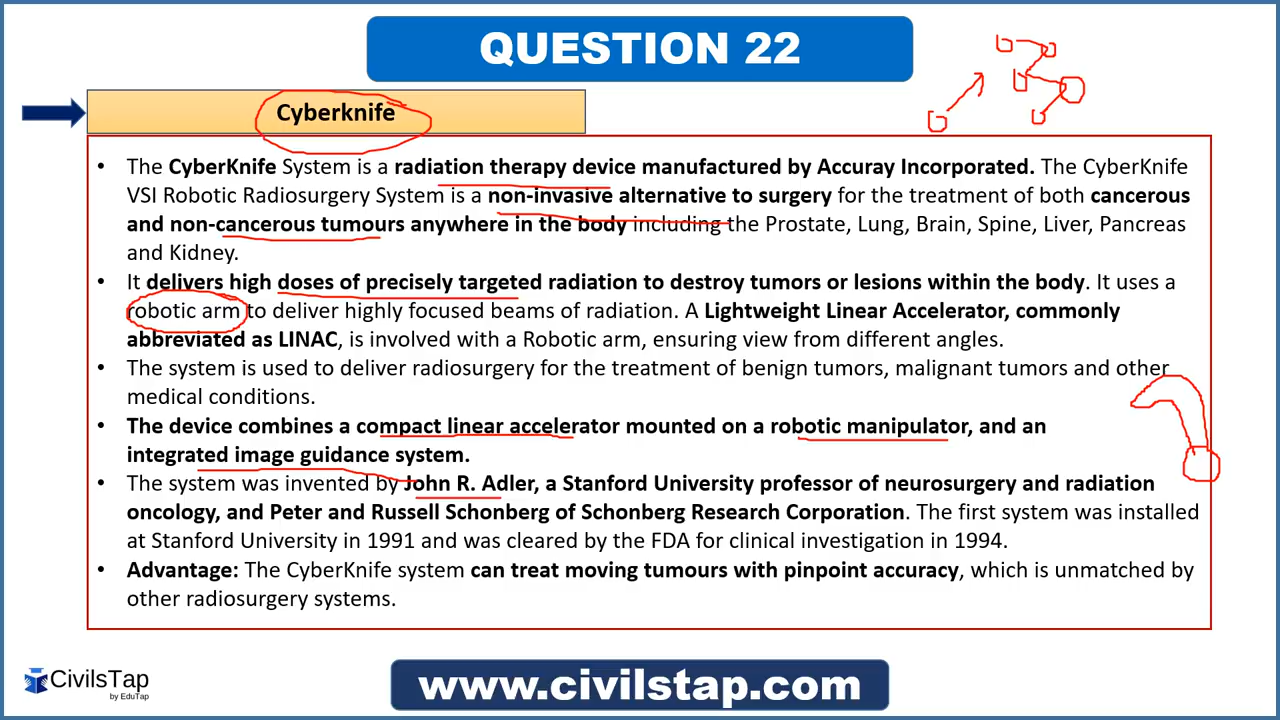 QUESTION 22
Cyberknife
• The CyberKnife System is a radiation therapy device manufactured by Accuray Incorporated. The CyberKnife
VSI Robotic Radiosurgery System is a non-invasive alternative to surgery for the treatment of both cancerous
and non-cancerous tumours anywhere in the body including the Prostate, Lung, Brain, Spine, Liver, Pancreas
and Kidney.
• It delivers high doses of precisely targeted radiation to destroy tumors or lesions within the body. It uses a
robotic arm to deliver highly focused beams of radiation. A Lightweight Linear Accelerator, commonly
abbreviated as LINAC, is involved with a Robotic arm, ensuring view from different angles.
• The system is used to deliver radiosurgery for the treatment of benign tumors, malignant tumors and other
medical conditions.
• The device combines a compact linear accelerator mounted on a robotic manipulator, and an
integrated image guidance system.
• The system was invented by John R. Adler, a Stanford University professor of neurosurgery and radiation
oncology, and Peter and Russell Schonberg of Schonberg Research Corporation. The first system was installed
at Stanford University in 1991 and was cleared by the FDA for clinical investigation in 1994.
• Advantage: The CyberKnife system can treat moving tumours with pinpoint accuracy, which is unmatched by
other radiosurgery systems.
CivilsTap
by EduTap
www.civilstap.com